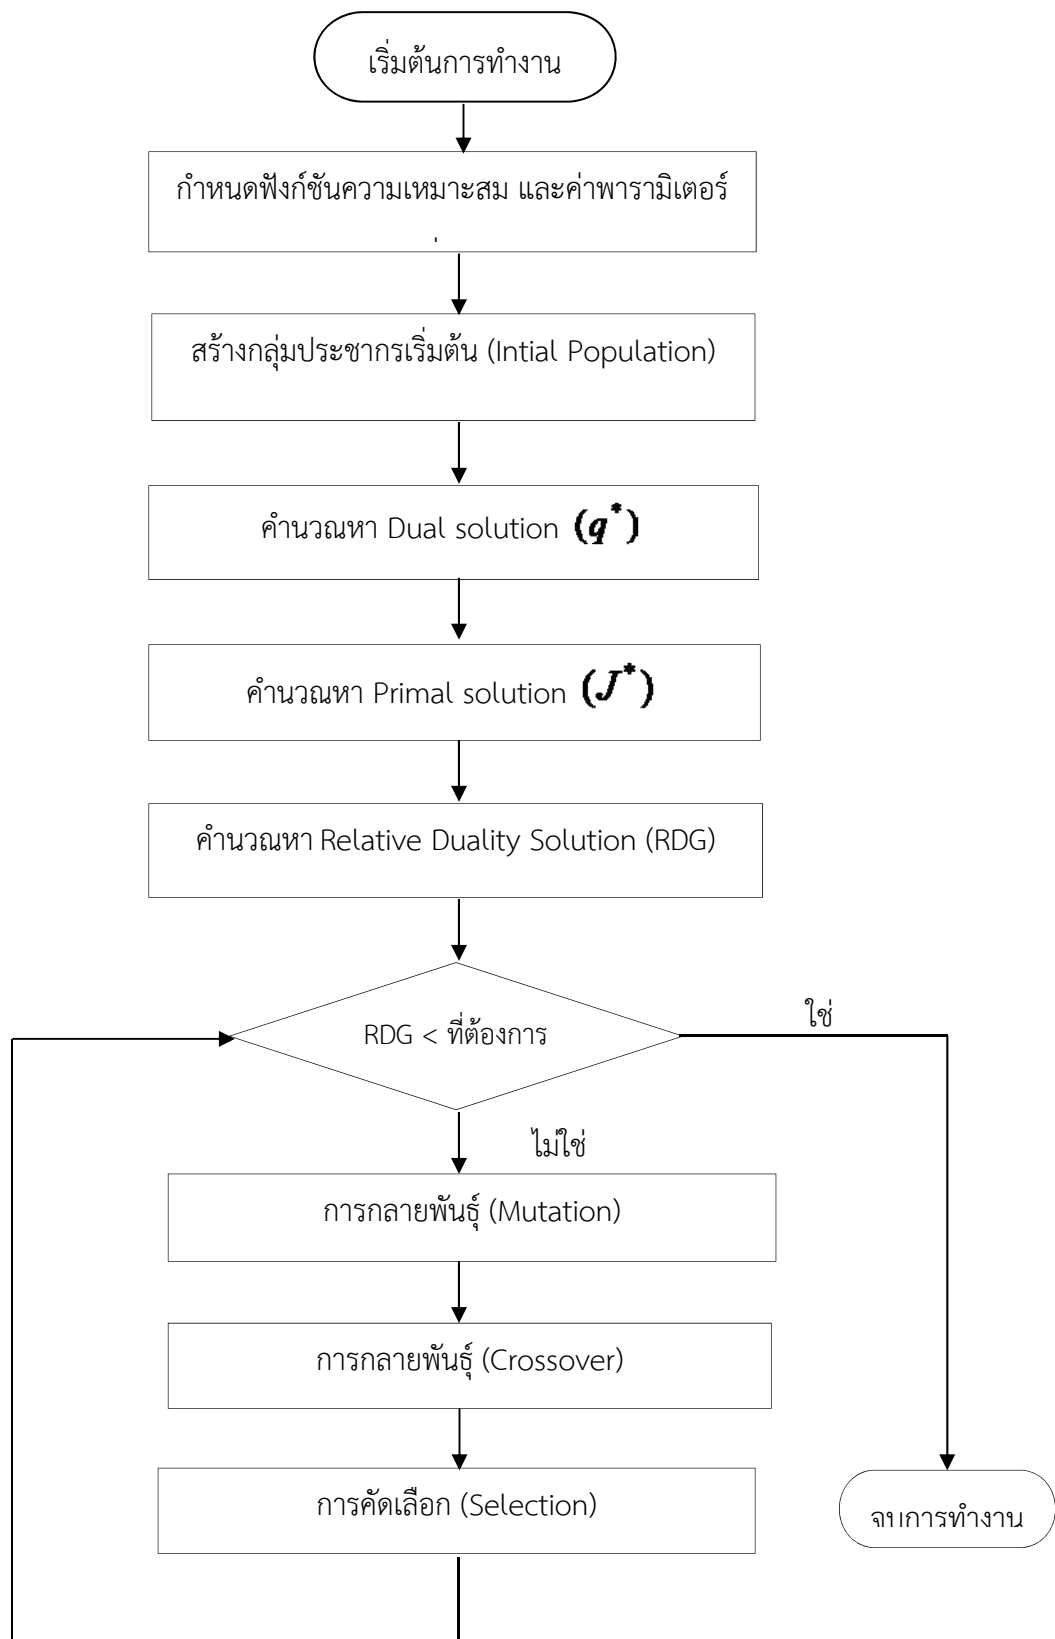 เริ่มต้นการทำงาน
กำหนดฟังก์ชันความเหมาะสม และค่าพารามิเตอร์
สร้างกลุ่มประชากรเริ่มต้น (Intial Population)
คำนวณหา Dual solution (q*)
คำนวณหา Primal solution (J*)
คำนวณหา Relative Duality Solution (RDG)
RDG < ที่ต้องการ
ใช่
ไม่ใช่
การกลายพันธุ์ (Mutation)
การกลายพันธุ์ (Crossover)
การคัดเลือก (Selection)
จบการทำงาน